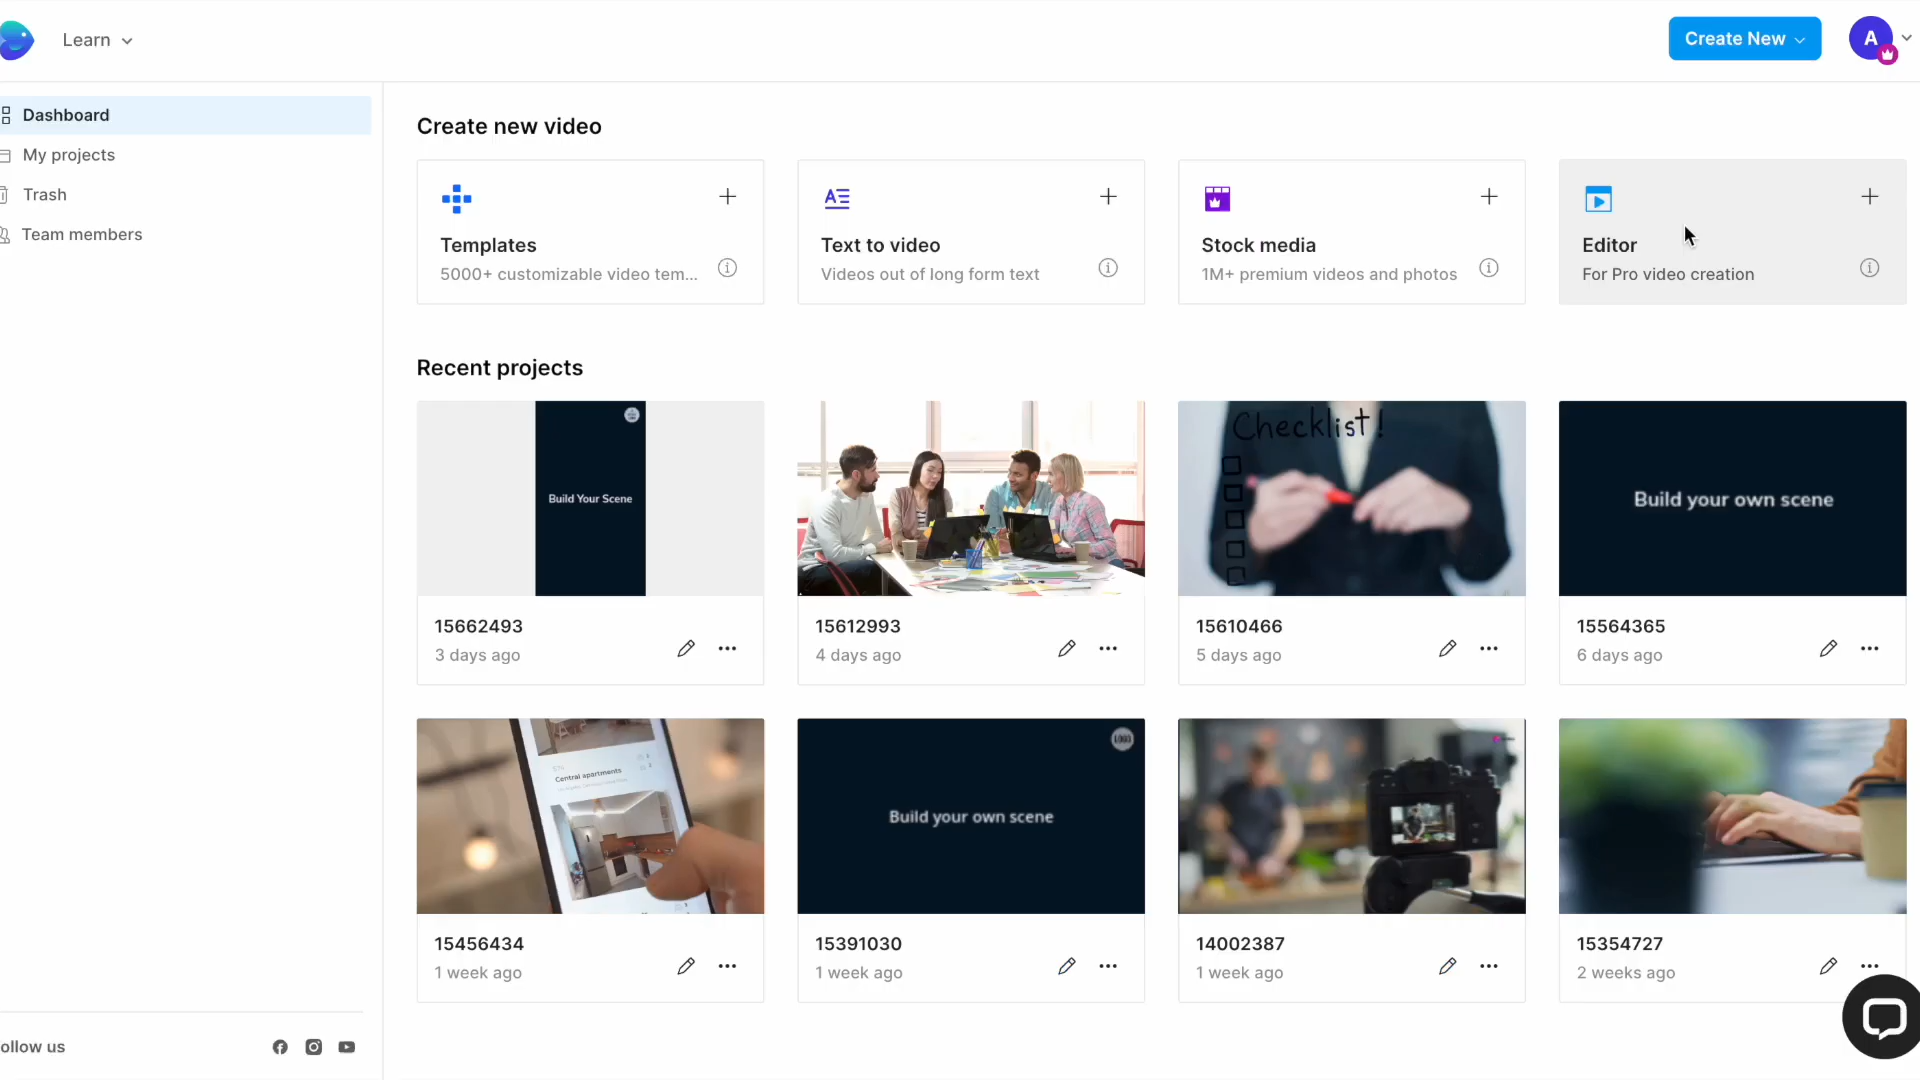 Learn
Create New
A
Dashboard
My projects
Trash
Team members
Create new video
Templates
5000+ customizable video tem...
Text to video
Videos out of long form text
Stock media
1M+ premium videos and photos
Editor
For Pro video creation
Recent projects
Build Your Scene
Checklist!
Build your own scene
15662493
3 days ago
15612993
4 days ago
15610466
5 days ago
15564365
6 days ago
Central apartments
LOGO
Build your own scene
15456434
1 week ago
15391030
1 week ago
14002387
1 week ago
15354727
2 weeks ago
ollow us